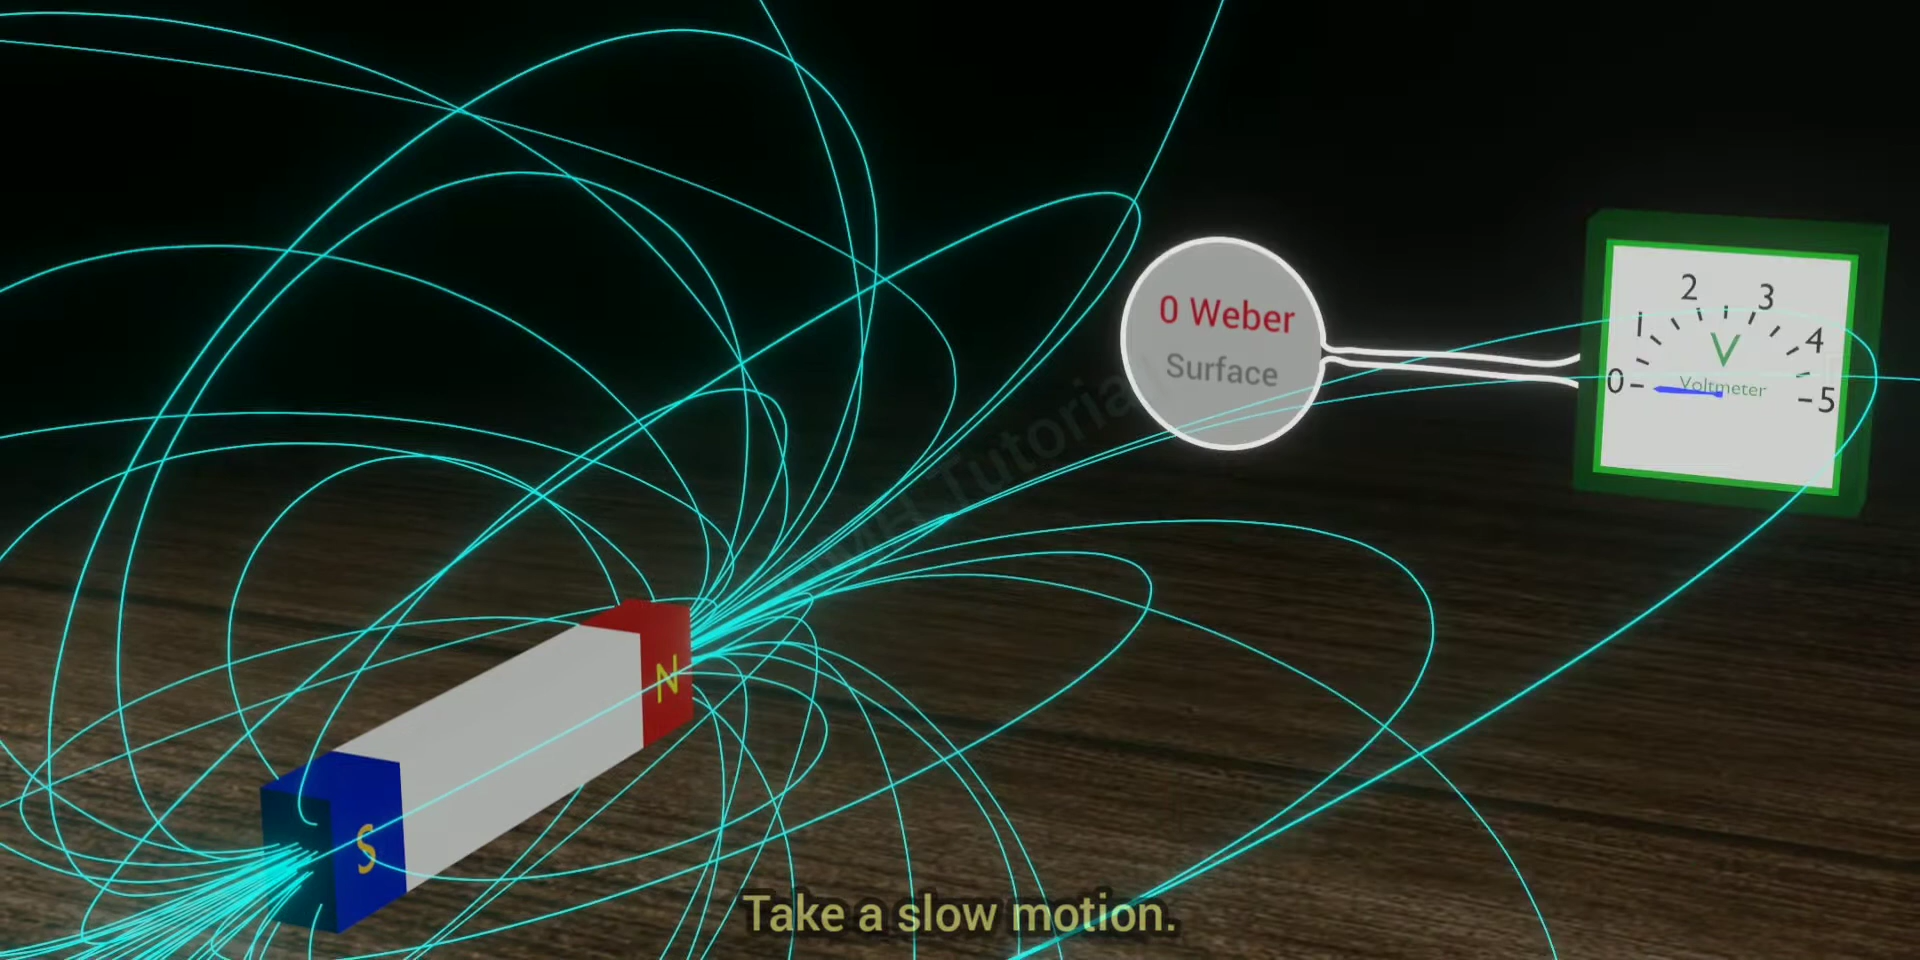 0 Weber
Surface
0
1
2
3
4
5
V
Voltmeter
N
S
Take a slow motion.